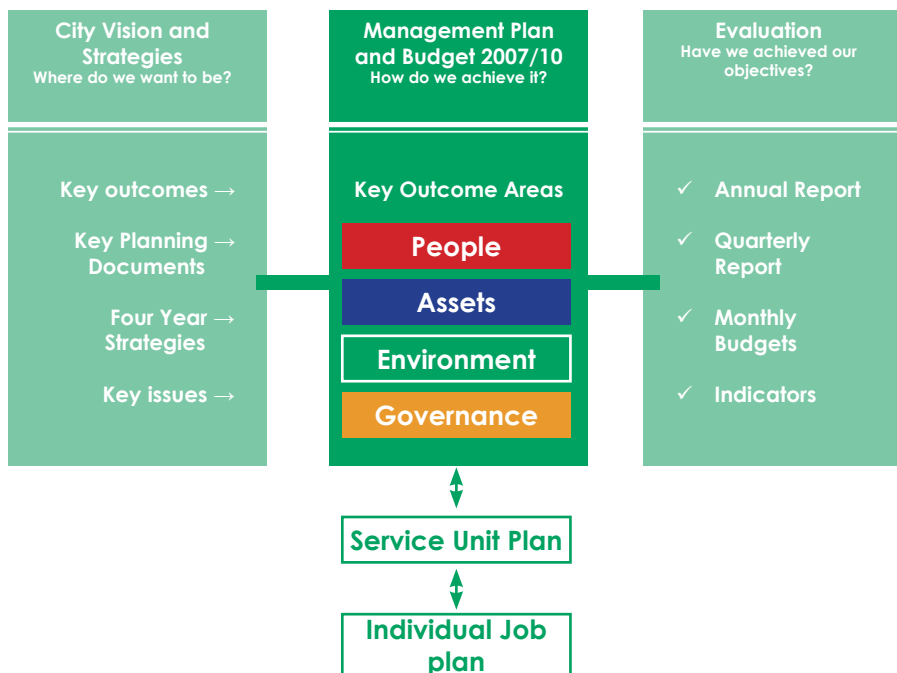 City Vision and
Strategies
Where do we want to be?
Key outcomes →
Key Planning →
Documents
Four Year →
Strategies
Key issues →
Management Plan
and Budget 2007/10
How do we achieve it?
Key Outcome Areas
People
Assets
Environment
Governance
Service Unit Plan
Individual Job
plan
Evaluation
Have we achieved our
objectives?
✓ Annual Report
✓ Quarterly
Report
✓ Monthly
Budgets
✓ Indicators